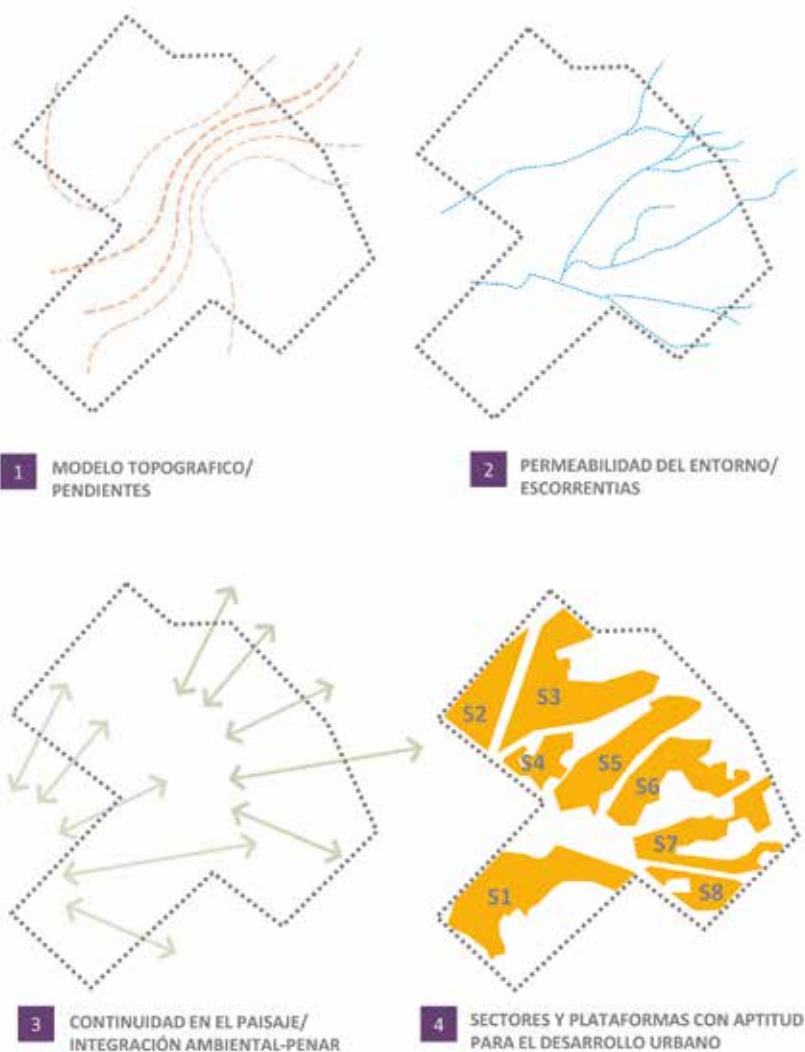 1
MODELO TOPOGRAFICO/
PENDIENTES
2
PERMEABILIDAD DEL ENTORNO/
ESCORRENTIAS
3
CONTINUIDAD EN EL PAISAJE/
INTEGRACIÓN AMBIENTAL-PENAR
S2
S3
S4
S5
S6
S7
S8
S1
4
SECTORES Y PLATAFORMAS CON APTITUD
PARA EL DESARROLLO URBANO